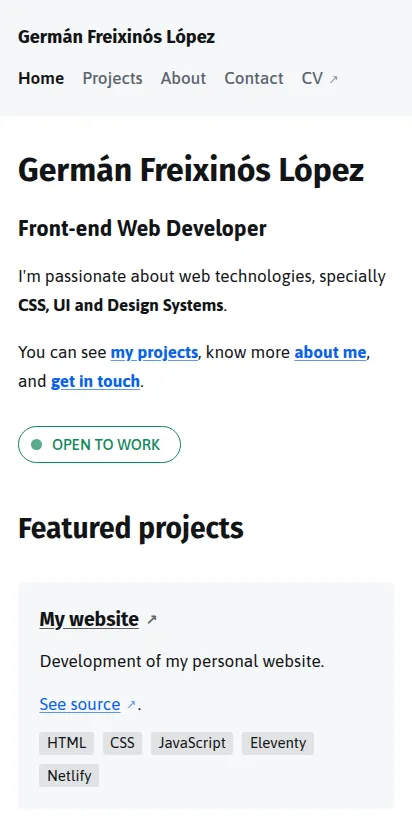 Germán Freixinós López
Home Projects About Contact CV ↗
Germán Freixinós López
Front-end Web Developer
I'm passionate about web technologies, specially
CSS, UI and Design Systems.
You can see my projects, know more about me,
and get in touch.
OPEN TO WORK
Featured projects
My website ↗
Development of my personal website.
See source ↗.
HTML CSS JavaScript Eleventy
Netlify